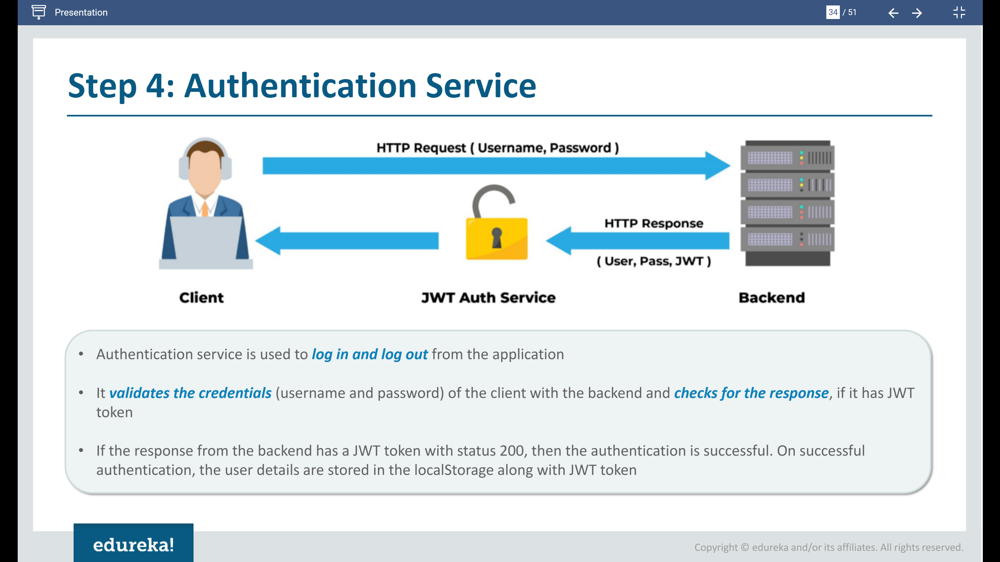 Presentation
34 / 51
Step 4: Authentication Service
HTTP Request ( Username, Password )
HTTP Response
( User, Pass, JWT )
Client
JWT Auth Service
Backend
• Authentication service is used to log in and log out from the application
• It validates the credentials (username and password) of the client with the backend and checks for the response, if it has JWT
token
• If the response from the backend has a JWT token with status 200, then the authentication is successful. On successful
authentication, the user details are stored in the localStorage along with JWT token
edureka!
Copyright © edureka and/or its affiliates. All rights reserved.